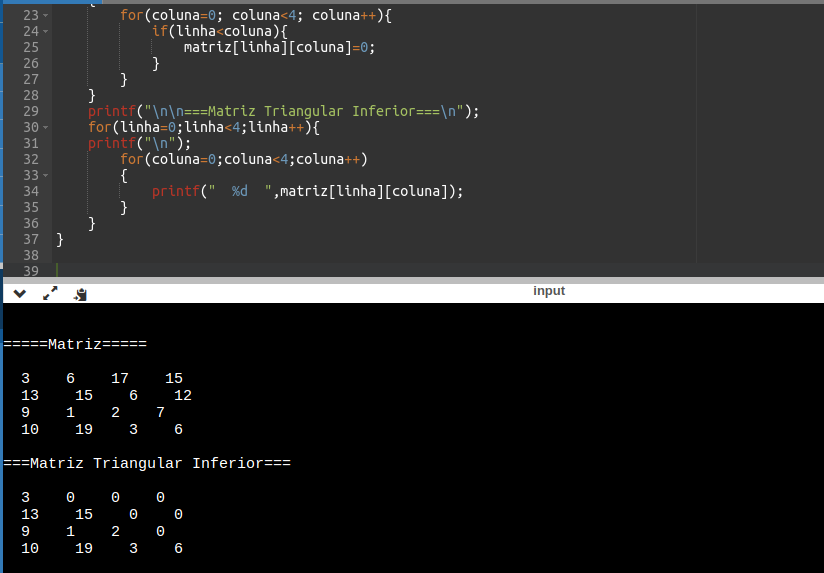 23 for(coluna=0; coluna<4; coluna++){
24 if(linha<coluna){
25 matriz[linha][coluna]=0;
26 }
27 }
28 }
29 printf("\n\n===Matriz Triangular Inferior===\n");
30 for(linha=0;linha<4;linha++){
31 printf("\n");
32 for(coluna=0;coluna<4;coluna++)
33 {
34 printf("  %d  ",matriz[linha][coluna]);
35 }
36 }
37 }
38
39
input
=====Matriz=====
3 6 17 15
13 15 6 12
9 1 2 7
10 19 3 6
===Matriz Triangular Inferior===
3 0 0 0
13 15 0 0
9 1 2 0
10 19 3 6